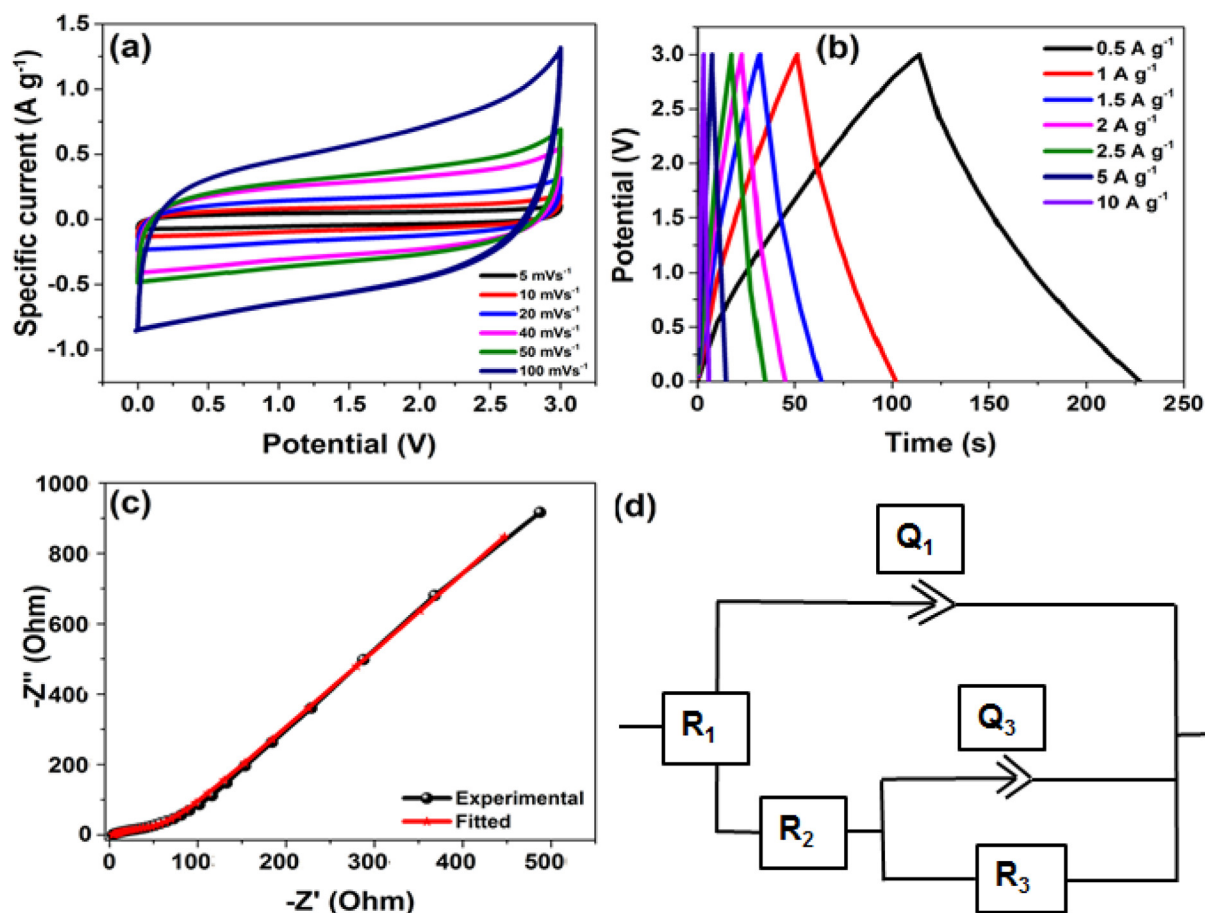 (a)
Specific current (A g⁻¹)
1.5
1.0
0.5
0.0
-0.5
-1.0
5 mVs⁻¹
10 mVs⁻¹
20 mVs⁻¹
40 mVs⁻¹
50 mVs⁻¹
100 mVs⁻¹
0.0 0.5 1.0 1.5 2.0 2.5 3.0
Potential (V)
(b)
Potential (V)
3.0
2.5
2.0
1.5
1.0
0.5
0.0
0.5 A g⁻¹
1 A g⁻¹
1.5 A g⁻¹
2 A g⁻¹
2.5 A g⁻¹
5 A g⁻¹
10 A g⁻¹
0 50 100 150 200 250
Time (s)
(c)
-Z" (Ohm)
1000
800
600
400
200
0
Experimental
Fitted
0 100 200 300 400 500
-Z' (Ohm)
(d)
Q₁
R₁
Q₃
R₂
R₃